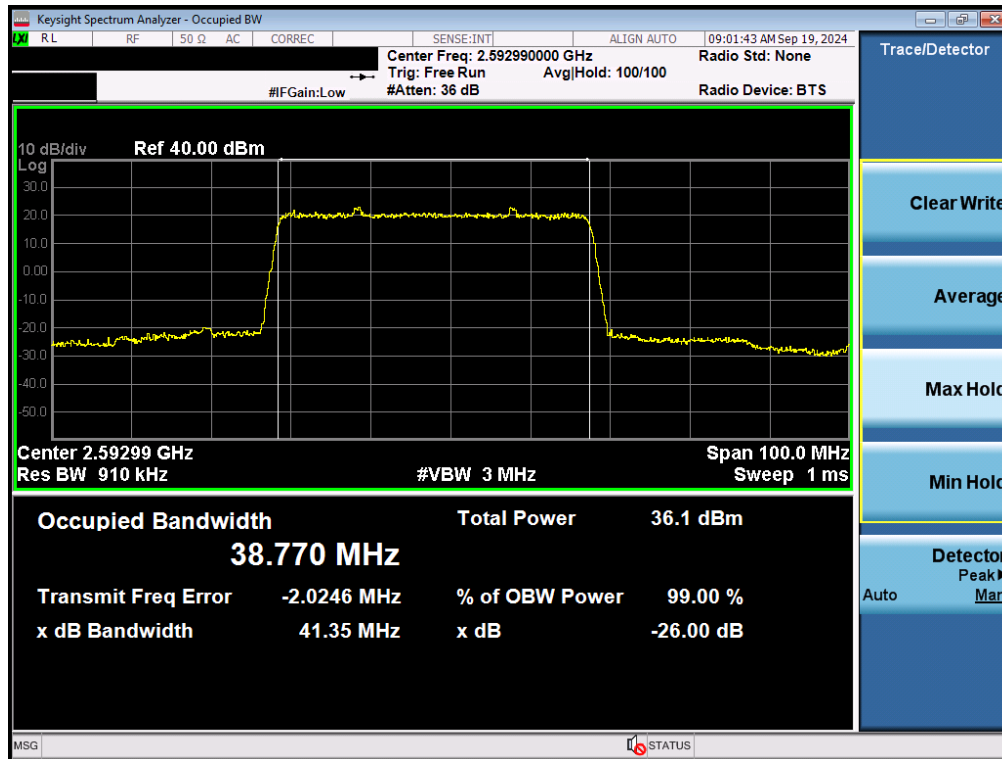 Keysight Spectrum Analyzer - Occupied BW
LXI RL RF 50 Ω AC CORREC SENSE:INT ALIGN AUTO 09:01:43 AM Sep 19, 2024
Center Freq: 2.592990000 GHz Radio Std: None
Trig: Free Run Avg|Hold: 100/100
#IFGain:Low #Atten: 36 dB Radio Device: BTS
Trace/Detector
10 dB/div Ref 40.00 dBm
Log
30.0
20.0
10.0
0.00
-10.0
-20.0
-30.0
-40.0
-50.0
Center 2.59299 GHz Span 100.0 MHz
Res BW 910 kHz #VBW 3 MHz Sweep 1 ms
Occupied Bandwidth Total Power 36.1 dBm
38.770 MHz
Transmit Freq Error -2.0246 MHz % of OBW Power 99.00 %
x dB Bandwidth 41.35 MHz x dB -26.00 dB
Clear Write
Average
Max Hold
Min Hold
Detector
Peak
Auto Man
MSG STATUS